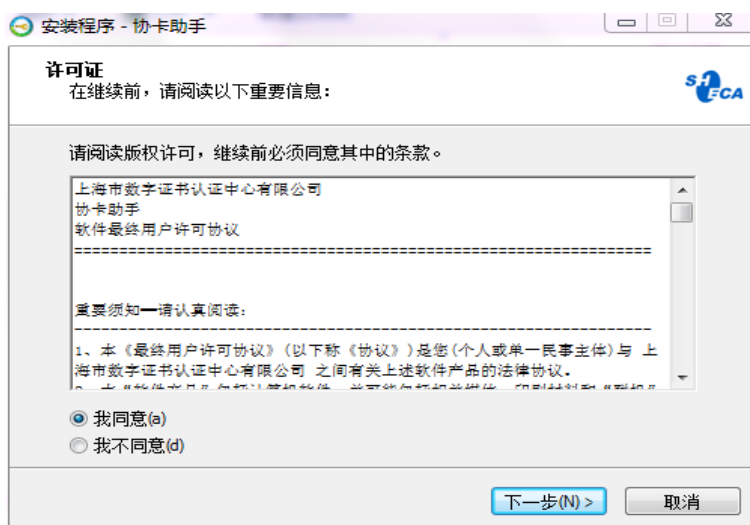 安装程序 - 协卡助手
许可证
在继续前，请阅读以下重要信息：
SHECA
请阅读版权许可，继续前必须同意其中的条款。
上海市数字证书认证中心有限公司
协卡助手
软件最终用户许可协议
==================================================================
重要须知——请认真阅读：
------------------------------------------------------------------
1、本《最终用户许可协议》(以下称《协议》)是您(个人或单一民事主体)与 上
海市数字证书认证中心有限公司 之间有关上述软件产品的法律协议．
我同意(a)
我不同意(d)
下一步(N) >
取消